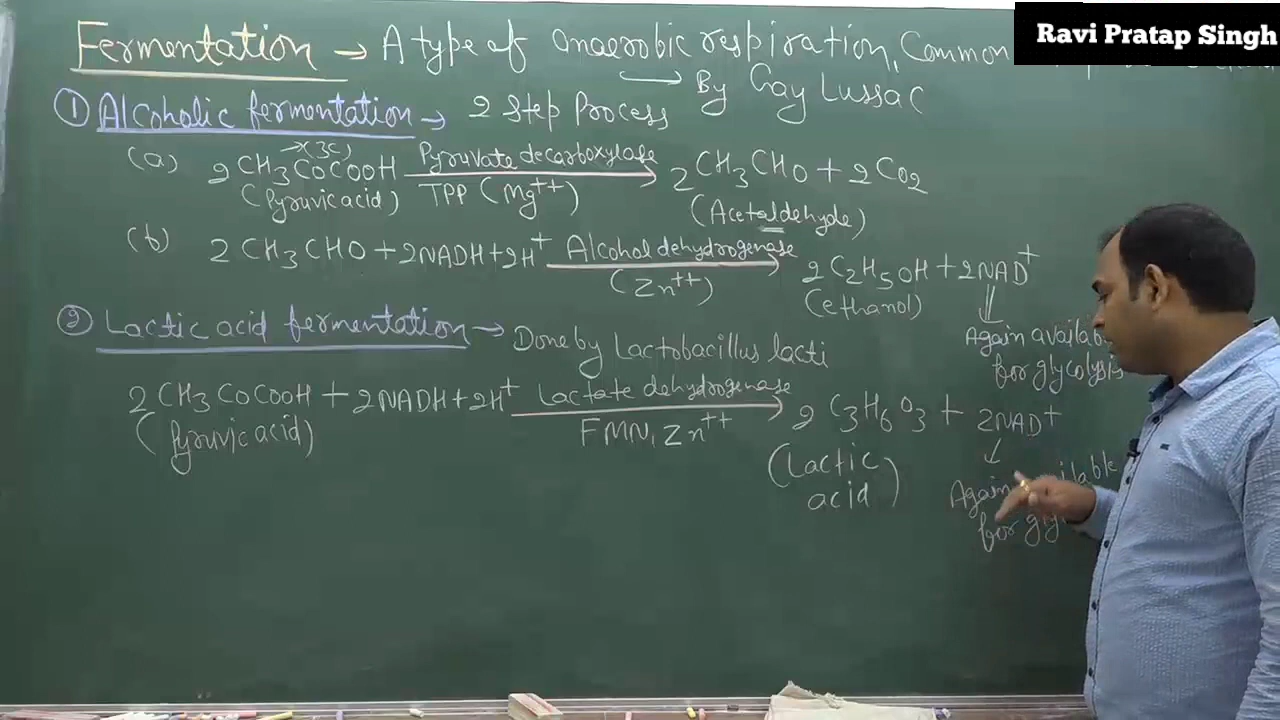 Ravi Pratap Singh
Fermentation → A type of anaerobic respiration, Common
→ By Gay Lussac
① Alcoholic fermentation → 2 Step Process
(a) 2 CH3COCOOH Pyruvate decarboxylase → 2 CH3CHO + 2 CO2
→ (3C)
(Pyruvic acid) TPP (Mg++) (Acetaldehyde)
(b) 2 CH3CHO + 2NADH + 2H+ Alcohol dehydrogenase → 2 C2H5OH + 2NAD+
(Zn++) (ethanol)
Again availab
for glycolysis
② Lactic acid fermentation → Done by Lactobacillus lacti
2 CH3COCOOH + 2NADH + 2H+ Lactate dehydrogenase → 2 C3H6O3 + 2NAD+
(Pyruvic acid) FMN, Zn++ (Lactic acid)
Again ailable
for gly